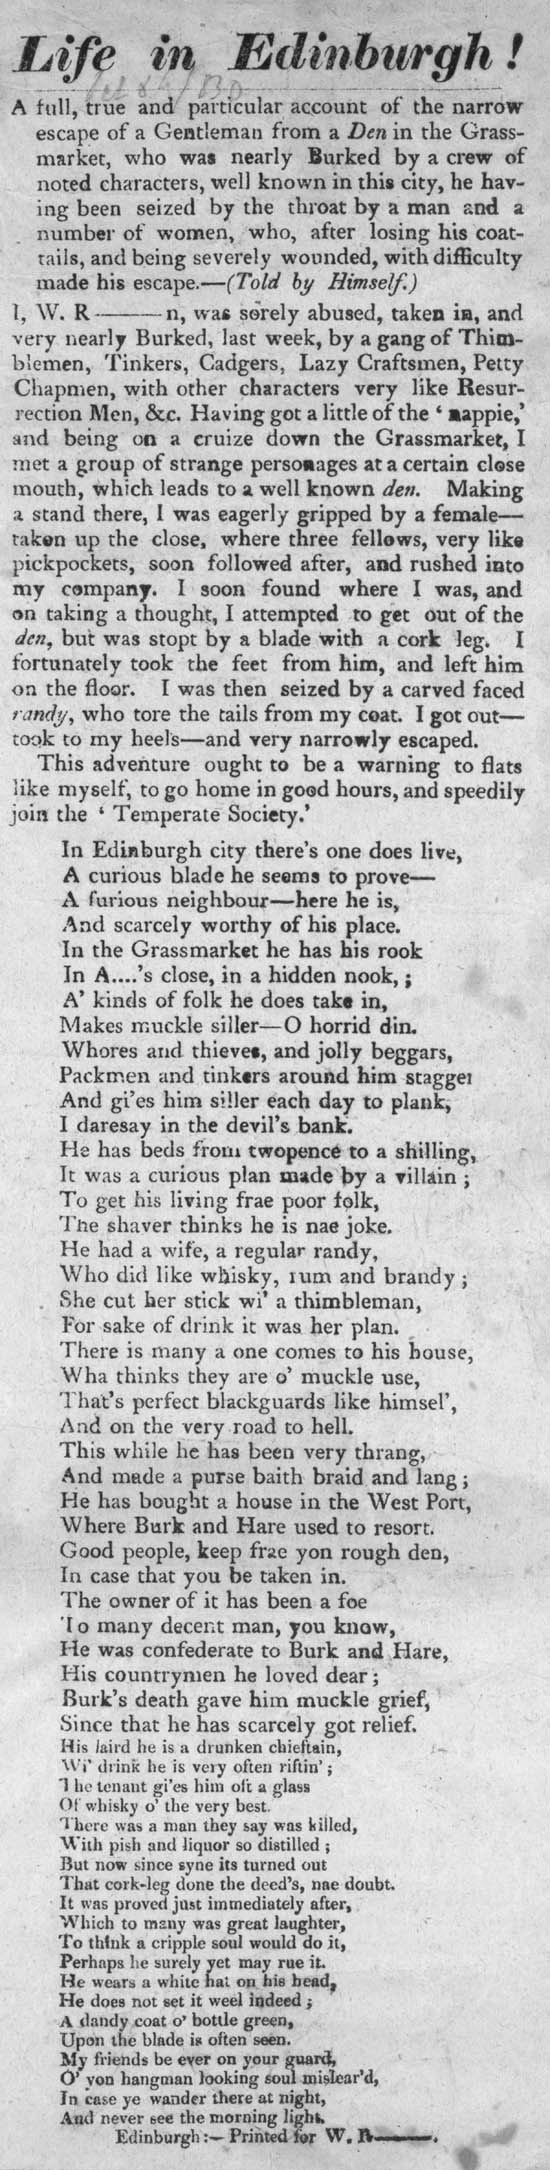 Life in Edinburgh!
A full, true and particular account of the narrow
escape of a Gentleman from a Den in the Grass-
market, who was nearly Burked by a crew of
noted characters, well known in this city, he hav-
ing been seized by the throat by a man and a
number of women, who, after losing his coat-
tails, and being severely wounded, with difficulty
made his escape.—(Told by Himself.)
I, W. R———n, was sorely abused, taken in, and
very nearly Burked, last week, by a gang of Thim-
blemen, Tinkers, Cadgers, Lazy Craftsmen, Petty
Chapmen, with other characters very like Resur-
rection Men, &c. Having got a little of the ‘ nappie,’
and being on a cruize down the Grassmarket, I
met a group of strange personages at a certain close
mouth, which leads to a well known den. Making
a stand there, I was eagerly gripped by a female—
taken up the close, where three fellows, very like
pickpockets, soon followed after, and rushed into
my company. I soon found where I was, and
on taking a thought, I attempted to get out of the
den, but was stopt by a blade with a cork leg. I
fortunately took the feet from him, and left him
on the floor. I was then seized by a carved faced
randy, who tore the tails from my coat. I got out—
took to my heels—and very narrowly escaped.
This adventure ought to be a warning to flats
like myself, to go home in good hours, and speedily
join the ‘ Temperate Society.’
In Edinburgh city there's one does live,
A curious blade he seems to prove—
A furious neighbour—here he is,
And scarcely worthy of his place.
In the Grassmarket he has his rook
In A....'s close, in a hidden nook, ;
A' kinds of folk he does take in,
Makes muckle siller—O horrid din.
Whores and thieves, and jolly beggars,
Packmen and tinkers around him stagger
And gi'es him siller each day to plank,
I daresay in the devil's bank.
He has beds from twopence to a shilling,
It was a curious plan made by a villain ;
To get his living frae poor folk,
The shaver thinks he is nae joke.
He had a wife, a regular randy,
Who did like whisky, rum and brandy ;
She cut her stick wi' a thimbleman,
For sake of drink it was her plan.
There is many a one comes to his house,
Wha thinks they are o' muckle use,
That's perfect blackguards like himsel',
And on the very road to hell.
This while he has been very thrang,
And made a purse baith braid and lang ;
He has bought a house in the West Port,
Where Burk and Hare used to resort.
Good people, keep frae yon rough den,
In case that you be taken in.
The owner of it has been a foe
To many decent man, you know,
He was confederate to Burk and Hare,
His countrymen he loved dear ;
Burk's death gave him muckle grief,
Since that he has scarcely got relief.
His laird he is a drunken chieftain,
Wi' drink he is very often riftin' ;
The tenant gi'es him oft a glass
Of whisky o' the very best.
There was a man they say was killed,
With pish and liquor so distilled ;
But now since syne its turned out
That cork-leg done the deed's, nae doubt.
It was proved just immediately after,
Which to many was great laughter,
To think a cripple soul would do it,
Perhaps he surely yet may rue it.
He wears a white hat on his head,
He does not set it weel indeed ;
A dandy coat o' bottle green,
Upon the blade is often seen.
My friends be ever on your guard,
O' yon hangman looking soul mislear'd,
In case ye wander there at night,
And never see the morning light.
Edinburgh :— Printed for W. R———.